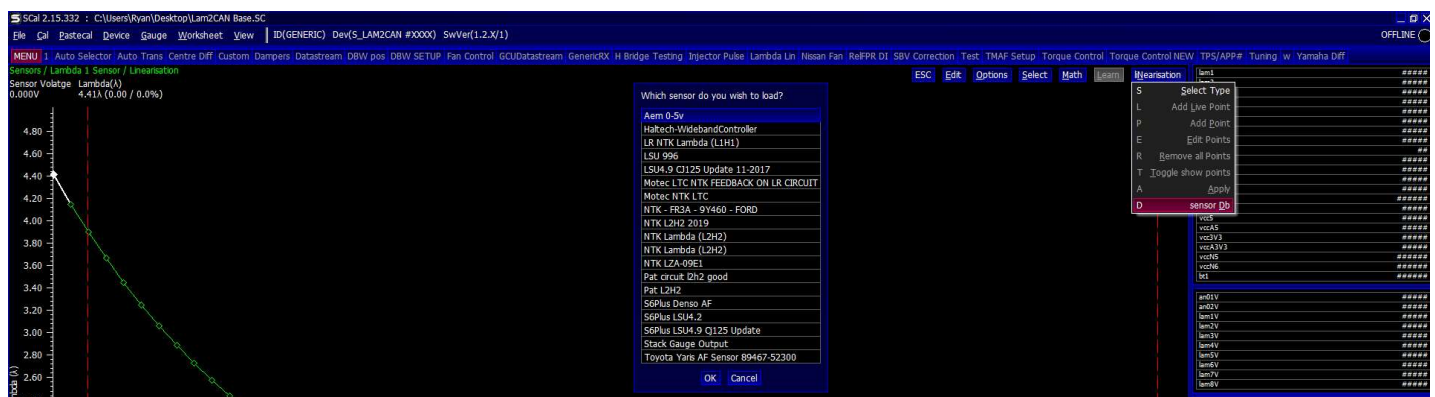 SCal 2.15.332 : C:\Users\Ryan\Desktop\Lam2CAN Base.SC
File Cal Pastecal Device Gauge Worksheet View ID(GENERIC) Dev(S_LAM2CAN #XXXX) SwVer(1.2.X/1) OFFLINE
MENU 1 Auto Selector Auto Trans Centre Diff Custom Dampers Datastream DBW pos DBW SETUP Fan Control GCUDatastream GenericRX H Bridge Testing Injector Pulse Lambda Lin Nissan Fan RelFPR DI SBV Correction Test TMAF Setup Torque Control Torque Control NEW TPS/APP# Tuning w Yamaha Diff
Sensors / Lambda 1 Sensor / Linearisation
ESC Edit Options Select Math Learn liNearisation
Sensor Volatge Lambda(λ)
0.000V 4.41λ (0.00 / 0.0%)
4.80
4.60
4.40
4.20
4.00
3.80
3.60
3.40
3.20
3.00
2.80
2.60
Which sensor do you wish to load?
Aem 0-5v
Haltech-WidebandController
LR NTK Lambda (L1H1)
LSU 996
LSU4.9 CJ125 Update 11-2017
Motec LTC NTK FEEDBACK ON LR CIRCUIT
Motec NTK LTC
NTK - FR3A - 9Y460 - FORD
NTK L2H2 2019
NTK Lambda (L2H2)
NTK Lambda (L2H2)
NTK LZA-09E1
Pat circuit l2h2 good
Pat L2H2
S6Plus Denso AF
S6Plus LSU4.2
S6Plus LSU4.9 CJ125 Update
Stack Gauge Output
Toyota Yaris AF Sensor 89467-52300
OK Cancel
S Select Type
L Add Live Point
P Add Point
E Edit Points
R Remove all Points
T Toggle show points
A Apply
D sensor Db
lam1 #####
vcc5 #####
vccA5 #####
vcc3V3 #####
vccA3V3 #####
vccN5 ######
vccN6 ######
bt1 ######
an01V #####
an02V #####
lam1V #####
lam2V #####
lam3V #####
lam4V #####
lam5V #####
lam6V #####
lam7V #####
lam8V #####